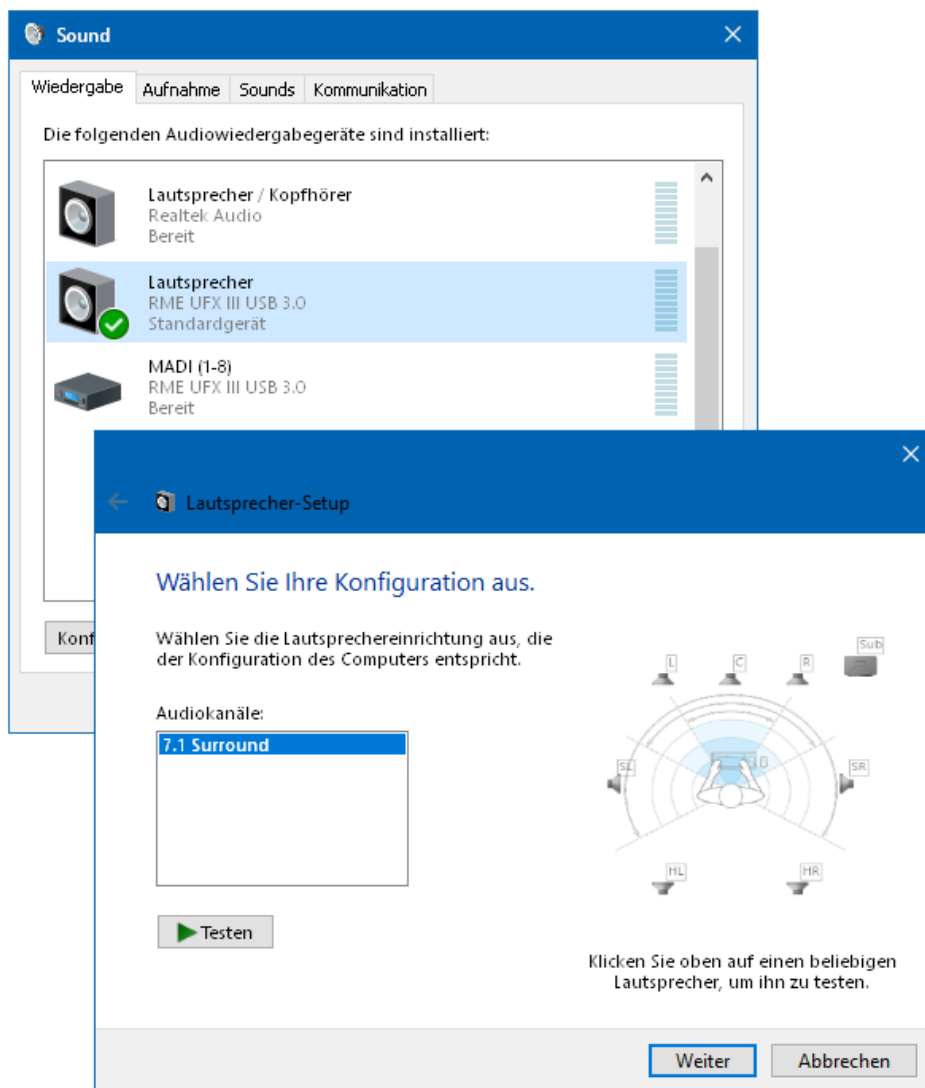 Sound
Wiedergabe Aufnahme Sounds Kommunikation
Die folgenden Audiowiedergabegeräte sind installiert:
Lautsprecher / Kopfhörer
Realtek Audio
Bereit
Lautsprecher
RME UFX III USB 3.0
Standardgerät
MADI (1-8)
RME UFX III USB 3.0
Bereit
Konf
Lautsprecher-Setup
Wählen Sie Ihre Konfiguration aus.
Wählen Sie die Lautsprechereinrichtung aus, die
der Konfiguration des Computers entspricht.
Audiokanäle:
7.1 Surround
Testen
L C R Sub
SL SR
HL HR
Klicken Sie oben auf einen beliebigen
Lautsprecher, um ihn zu testen.
Weiter Abbrechen